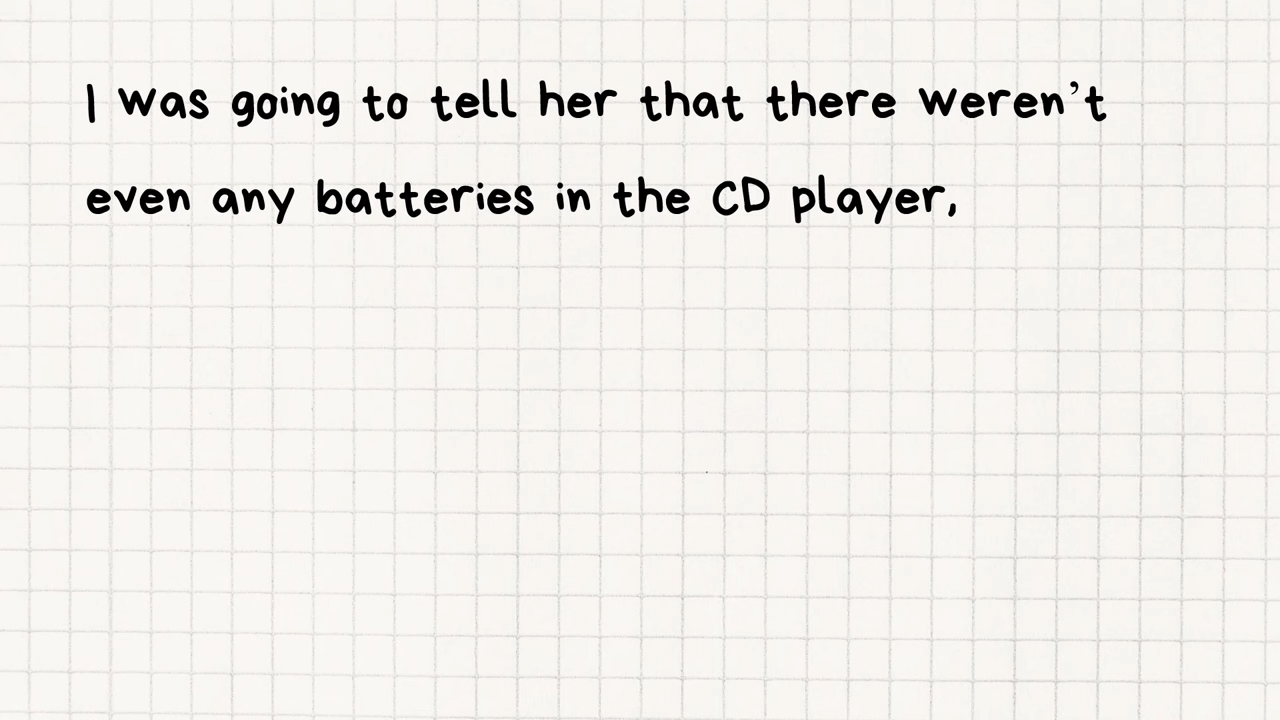 I was going to tell her that there weren't
even any batteries in the CD player,